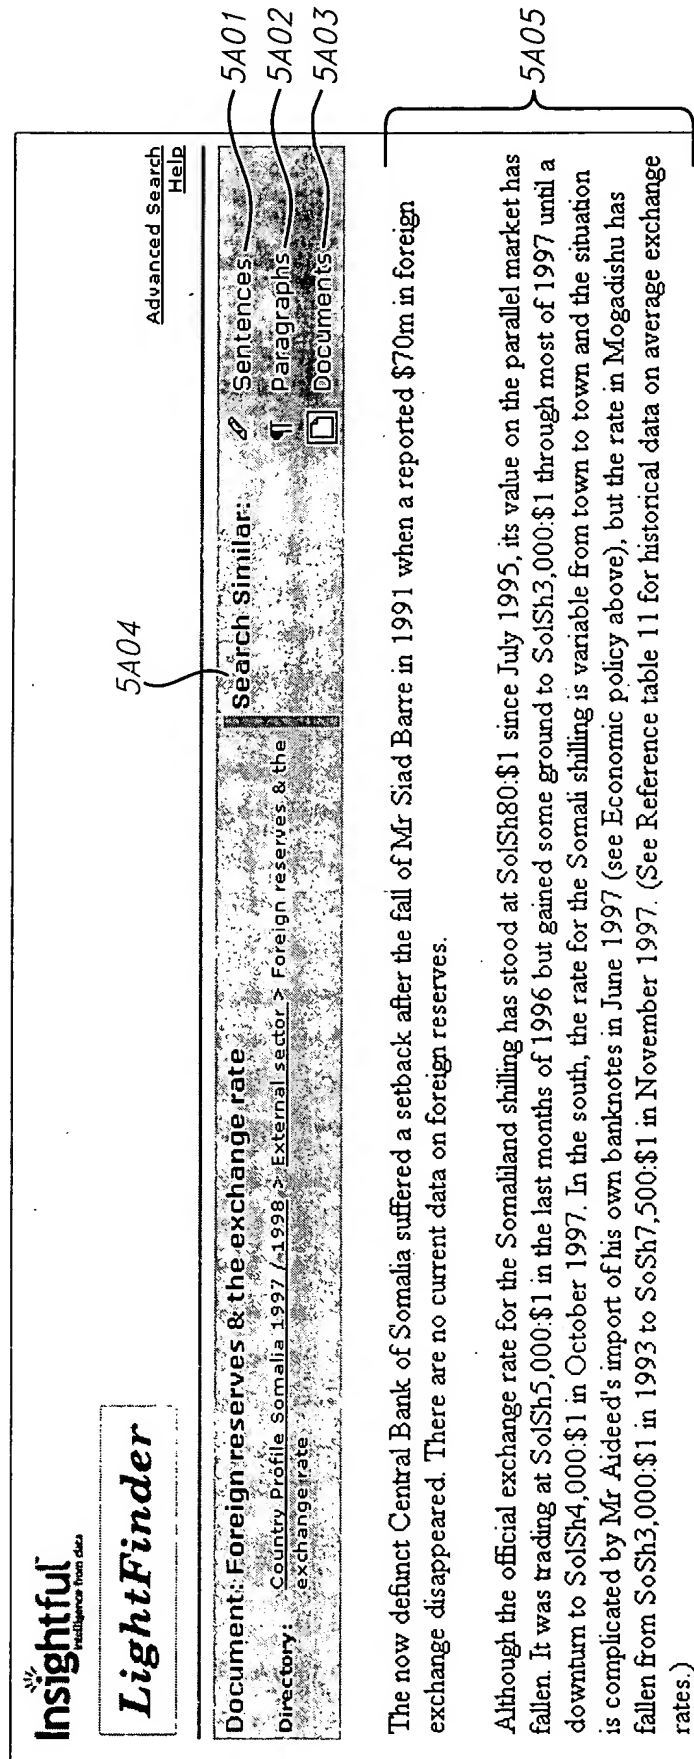 Insightful
intelligence from data
LightFinder
Advanced Search
Help
5A04
Document: Foreign reserves & the exchange rate
Directory:
Country Profile Somalia 1997 / 1998 > External sector > Foreign reserves & the
exchange rate
Search Similar:
Sentences
¶ Paragraphs
Documents
5A01
5A02
5A03
The now defunct Central Bank of Somalia suffered a setback after the fall of Mr Siad Barre in 1991 when a reported $70m in foreign
exchange disappeared. There are no current data on foreign reserves.
Although the official exchange rate for the Somaliland shilling has stood at SolSh80:$1 since July 1995, its value on the parallel market has
fallen. It was trading at SolSh5,000:$1 in the last months of 1996 but gained some ground to SolSh3,000:$1 through most of 1997 until a
downturn to SolSh4,000:$1 in October 1997. In the south, the rate for the Somali shilling is variable from town to town and the situation
is complicated by Mr Aideed's import of his own banknotes in June 1997 (see Economic policy above), but the rate in Mogadishu has
fallen from SoSh3,000:$1 in 1993 to SoSh7,500:$1 in November 1997. (See Reference table 11 for historical data on average exchange
rates.)
5A05